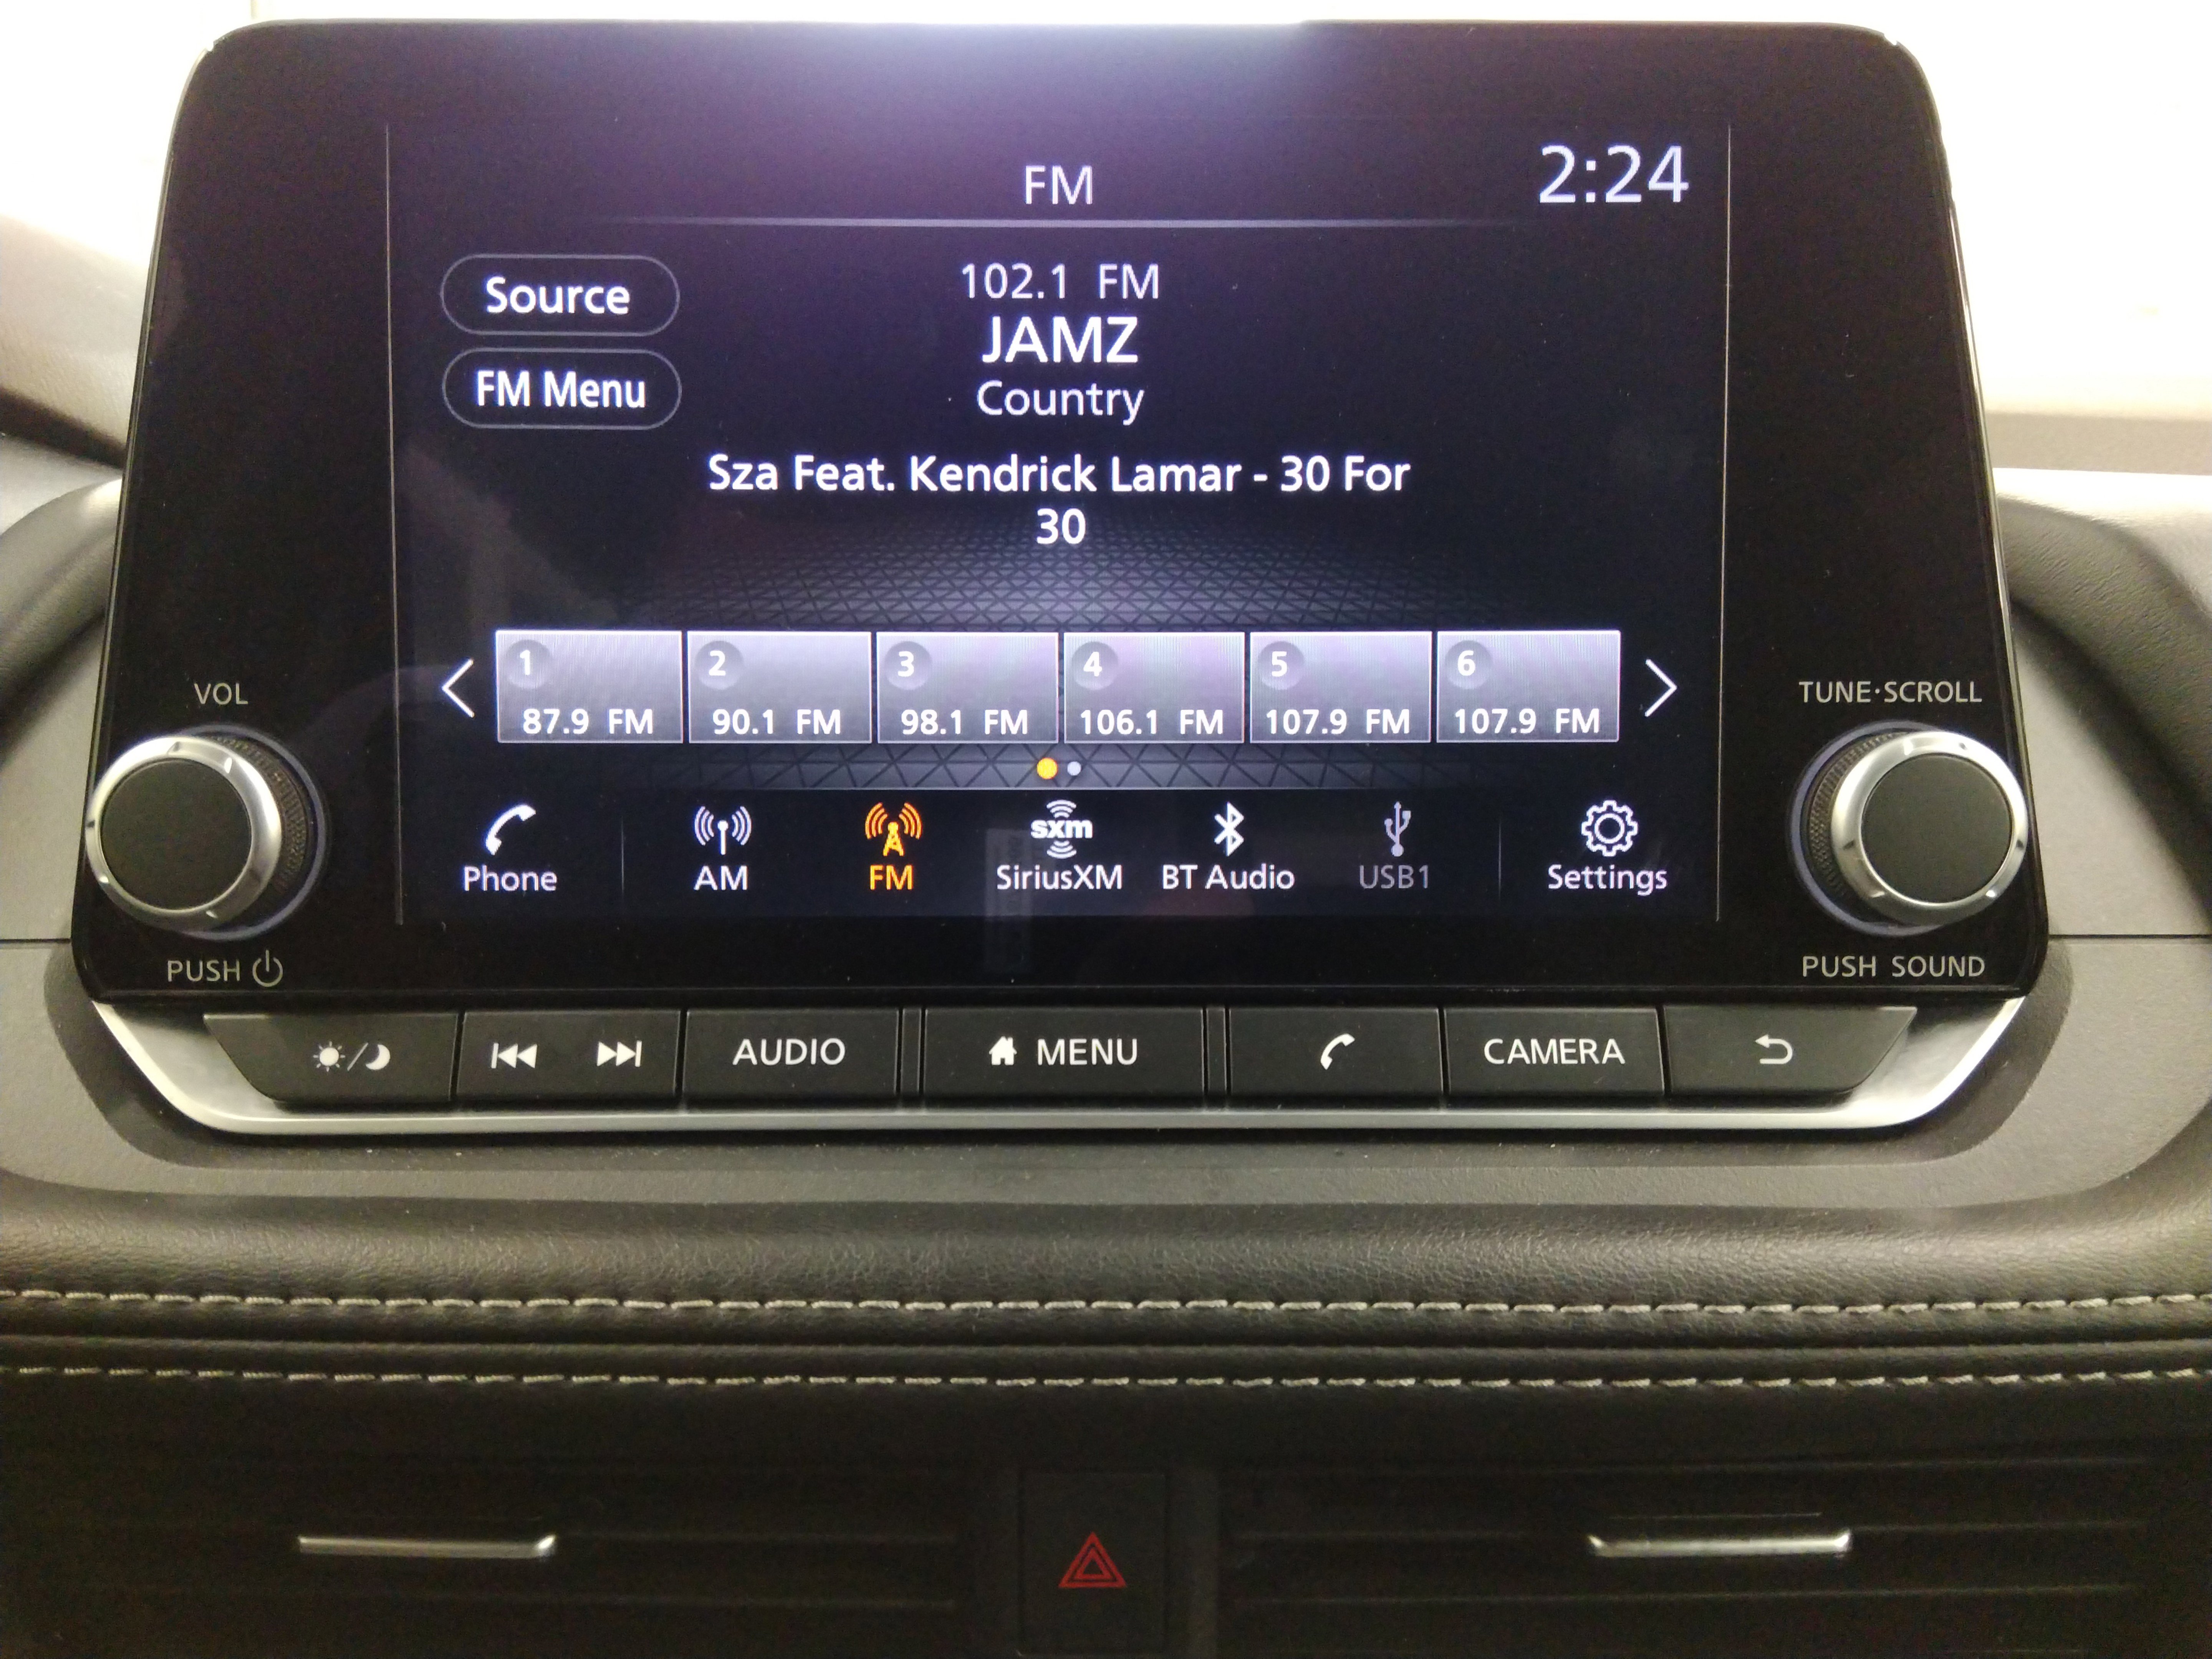 FM
2:24
Source
102.1 FM
JAMZ
FM Menu
Country
Sza Feat. Kendrick Lamar - 30 For
30
1
2
3
4
5
6
87.9 FM
90.1 FM
98.1 FM
106.1 FM
107.9 FM
107.9 FM
VOL
TUNE·SCROLL
sxm
Phone
AM
FM
SiriusXM
BT Audio
USB1
Settings
PUSH
PUSH SOUND
AUDIO
MENU
CAMERA